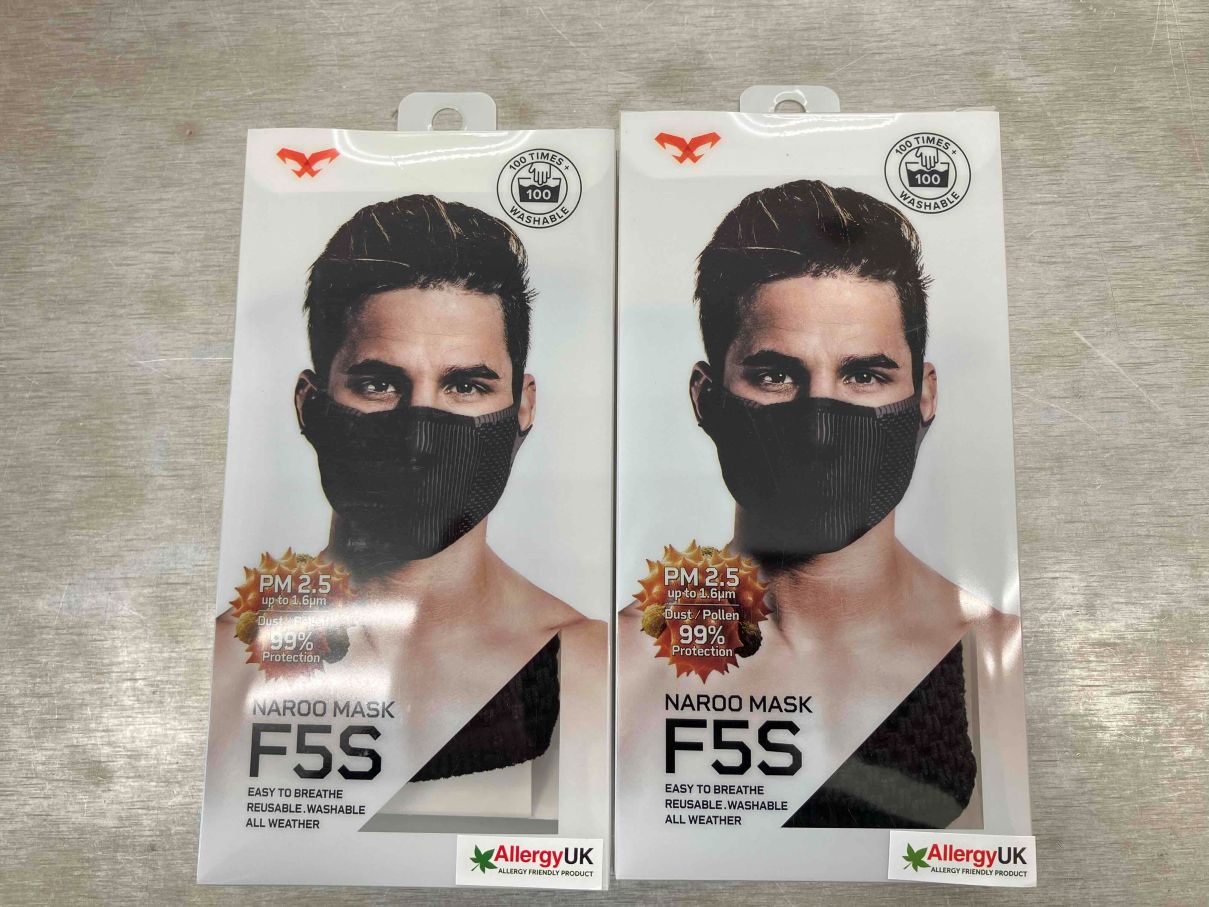 100 TIMES +
100
WASHABLE
PM 2.5
up to 1.6µm
Dust / Pollen
99%
Protection
NAROO MASK
F5S
EASY TO BREATHE
REUSABLE.WASHABLE
ALL WEATHER
AllergyUK
ALLERGY FRIENDLY PRODUCT
100 TIMES +
100
WASHABLE
PM 2.5
up to 1.6µm
Dust / Pollen
99%
Protection
NAROO MASK
F5S
EASY TO BREATHE
REUSABLE.WASHABLE
ALL WEATHER
AllergyUK
ALLERGY FRIENDLY PRODUCT